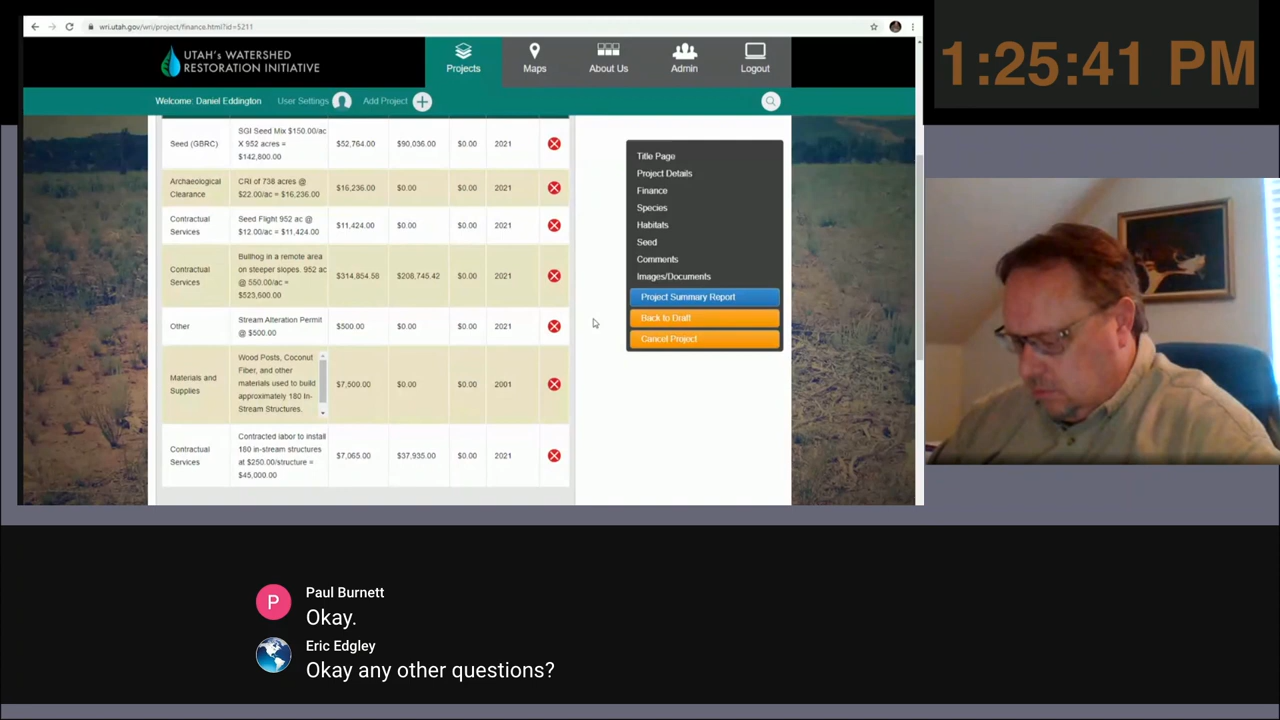 wri.utah.gov/wri/project/finance.html?id=5211
1:25:41 PM
UTAH'S WATERSHED
RESTORATION INITIATIVE
Projects
Maps
About Us
Admin
Logout
Welcome: Daniel Eddington
User Settings
Add Project
Seed (GBRC)
SGI Seed Mix $150.00/ac
X 952 acres =
$142,800.00
$52,764.00
$90,036.00
$0.00
2021
Archaeological
Clearance
CRI of 738 acres @
$22.00/ac = $16,236.00
$16,236.00
$0.00
$0.00
2021
Contractual
Services
Seed Flight 952 ac @
$12.00/ac = $11,424.00
$11,424.00
$0.00
$0.00
2021
Contractual
Services
Bullhog in a remote area
on steeper slopes. 952 ac
@ 550.00/ac =
$523,600.00
$314,854.58
$208,745.42
$0.00
2021
Other
Stream Alteration Permit
@ $500.00
$500.00
$0.00
$0.00
2021
Materials and
Supplies
Wood Posts, Coconut
Fiber, and other
materials used to build
approximately 180 In-
Stream Structures.
$7,500.00
$0.00
$0.00
2001
Contractual
Services
Contracted labor to install
180 in-stream structures
at $250.00/structure =
$45,000.00
$7,065.00
$37,935.00
$0.00
2021
Title Page
Project Details
Finance
Species
Habitats
Seed
Comments
Images/Documents
Project Summary Report
Back to Draft
Cancel Project
P
Paul Burnett
Okay.
Eric Edgley
Okay any other questions?